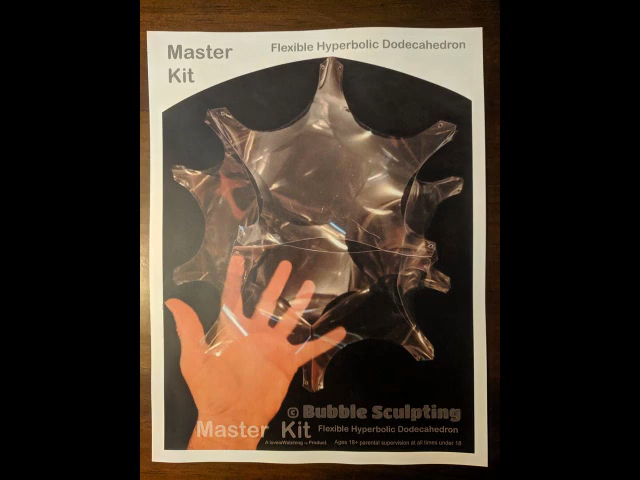 Master
Kit
Flexible Hyperbolic Dodecahedron
© Bubble Sculpting
Master Kit Flexible Hyperbolic Dodecahedron
Product. Ages 18+ parental supervision at all times under 18